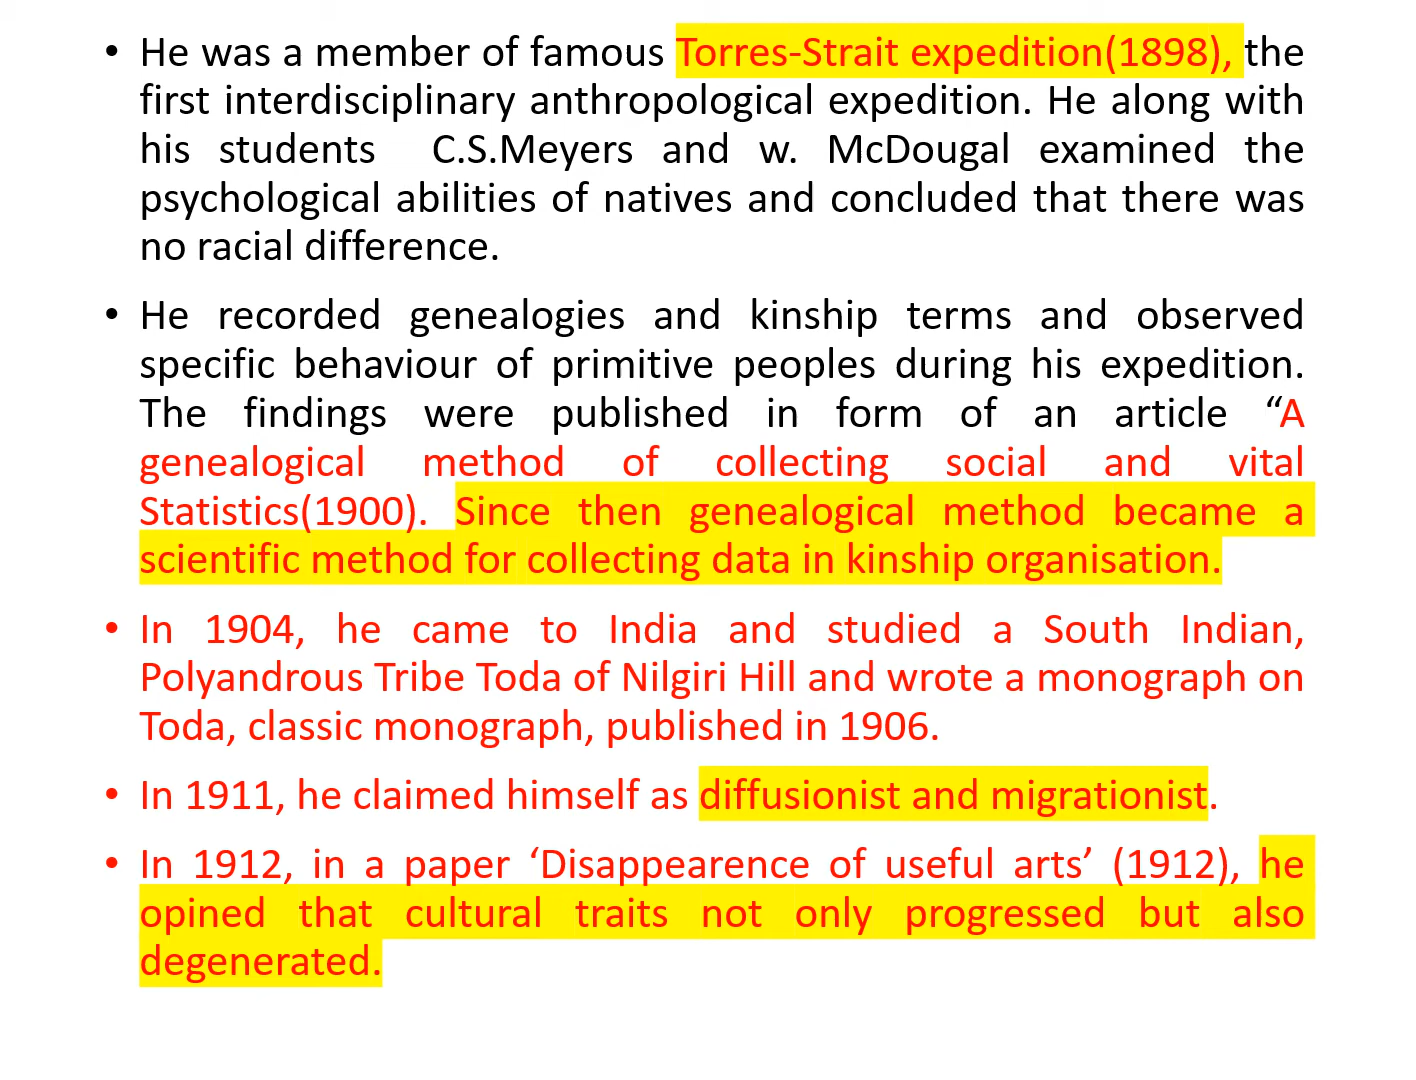 • He was a member of famous Torres-Strait expedition(1898), the
first interdisciplinary anthropological expedition. He along with
his students C.S.Meyers and w. McDougal examined the
psychological abilities of natives and concluded that there was
no racial difference.
• He recorded genealogies and kinship terms and observed
specific behaviour of primitive peoples during his expedition.
The findings were published in form of an article “A
genealogical method of collecting social and vital
Statistics(1900). Since then genealogical method became a
scientific method for collecting data in kinship organisation.
• In 1904, he came to India and studied a South Indian,
Polyandrous Tribe Toda of Nilgiri Hill and wrote a monograph on
Toda, classic monograph, published in 1906.
• In 1911, he claimed himself as diffusionist and migrationist.
• In 1912, in a paper ‘Disappearence of useful arts’ (1912), he
opined that cultural traits not only progressed but also
degenerated.